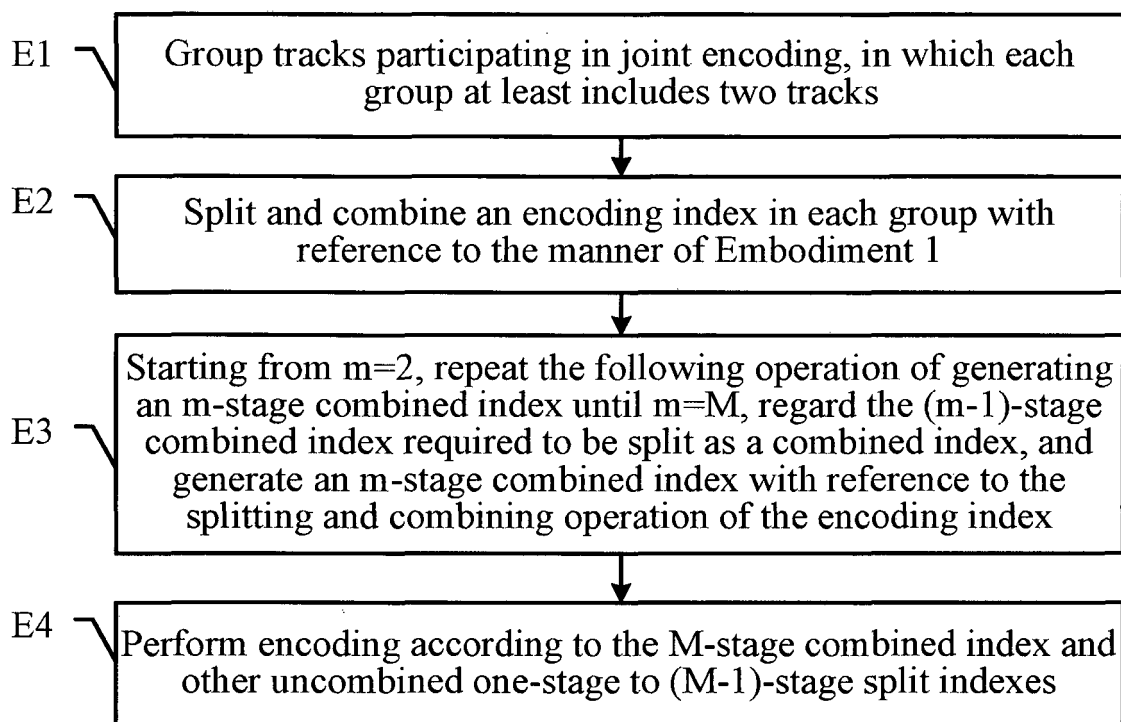 E1
Group tracks participating in joint encoding, in which each
group at least includes two tracks
E2
Split and combine an encoding index in each group with
reference to the manner of Embodiment 1
E3
Starting from m=2, repeat the following operation of generating
an m-stage combined index until m=M, regard the (m-1)-stage
combined index required to be split as a combined index, and
generate an m-stage combined index with reference to the
splitting and combining operation of the encoding index
E4
Perform encoding according to the M-stage combined index and
other uncombined one-stage to (M-1)-stage split indexes